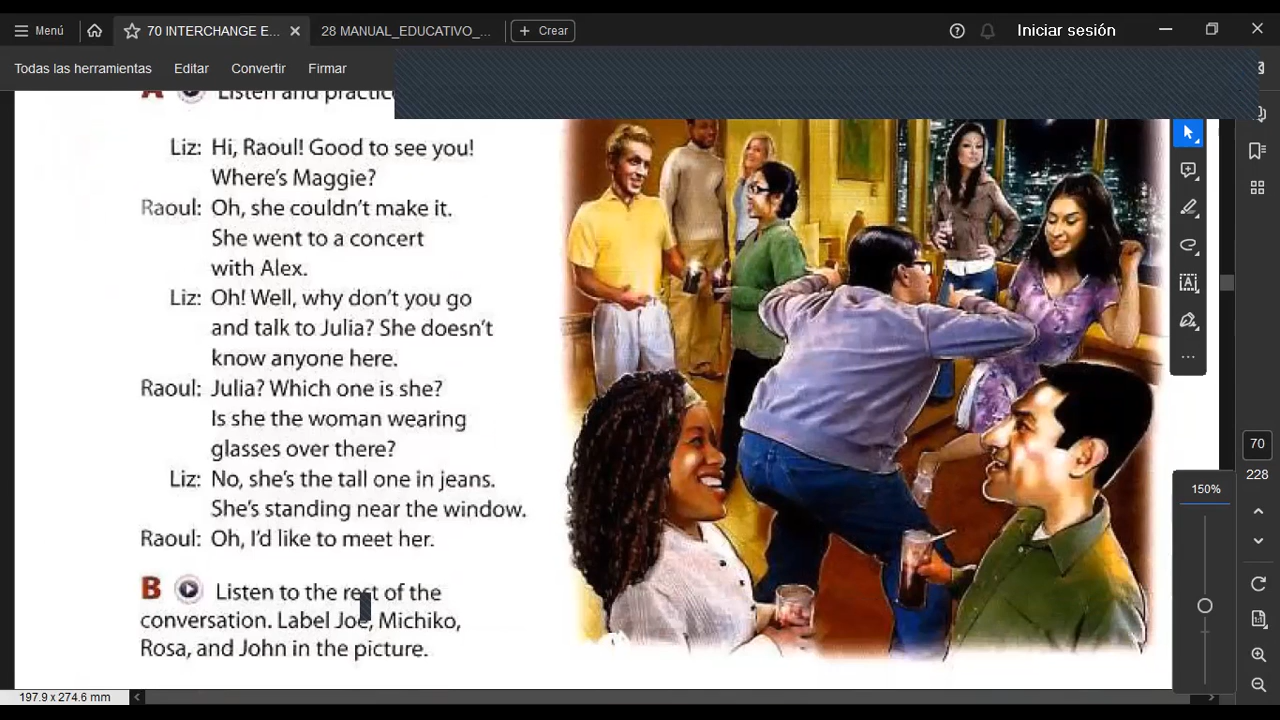 Menú
70 INTERCHANGE E...
28 MANUAL_EDUCATIVO_...
Crear
Iniciar sesión
Todas las herramientas
Editar
Convertir
Firmar
A Listen and practice
Liz: Hi, Raoul! Good to see you!
Where's Maggie?
Raoul: Oh, she couldn't make it.
She went to a concert
with Alex.
Liz: Oh! Well, why don't you go
and talk to Julia? She doesn't
know anyone here.
Raoul: Julia? Which one is she?
Is she the woman wearing
glasses over there?
Liz: No, she's the tall one in jeans.
She's standing near the window.
Raoul: Oh, I'd like to meet her.
B Listen to the rest of the
conversation. Label Joe, Michiko,
Rosa, and John in the picture.
70
228
150%
197.9 x 274.6 mm